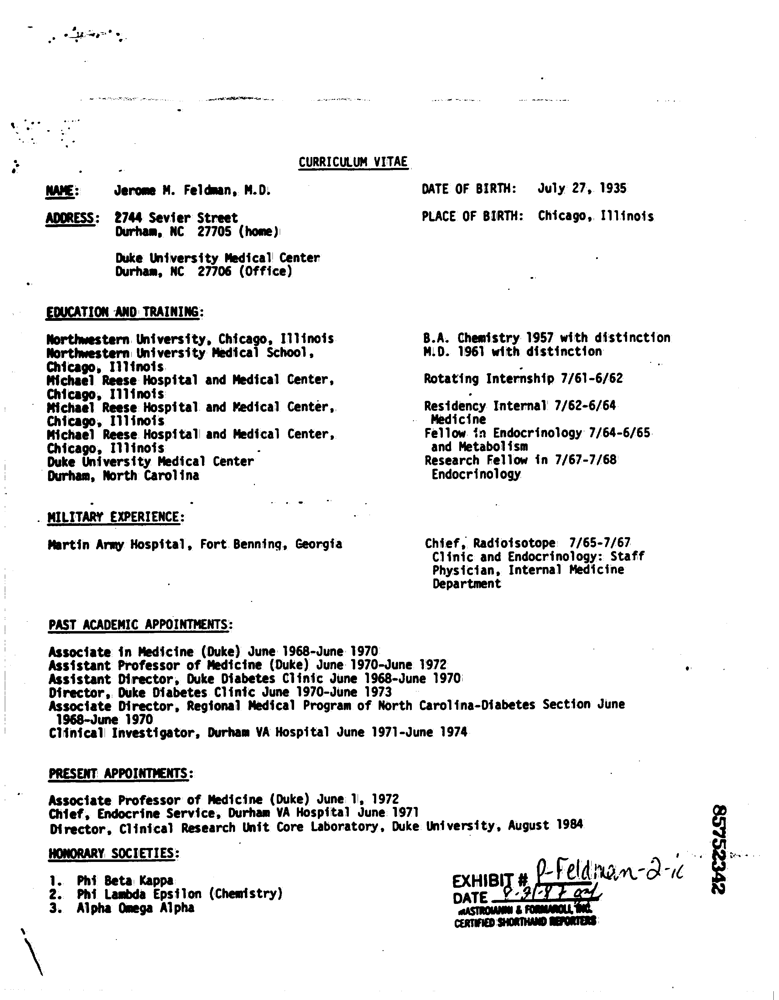 CURRICULUM VITAE
NAME: Jerome M. Feldman, M.D. DATE OF BIRTH: July 27, 1935
ADDRESS: 2744 Sevier Street PLACE OF BIRTH: Chicago, Illinois
Durham, NC 27705 (home)
Duke University Medical Center
Durham, NC 27706 (Office)
EDUCATION AND TRAINING:
Northwestern University, Chicago, Illinois B.A. Chemistry 1957 with distinction
Northwestern University Medical School, M.D. 1961 with distinction
Chicago, Illinois
Michael Reese Hospital and Medical Center, Rotating Internship 7/61-6/62
Chicago, Illinois
Michael Reese Hospital and Medical Center, Residency Internal 7/62-6/64
Chicago, Illinois Medicine
Michael Reese Hospital and Medical Center, Fellow in Endocrinology 7/64-6/65
Chicago, Illinois and Metabolism
Duke University Medical Center Research Fellow in 7/67-7/68
Durham, North Carolina Endocrinology
MILITARY EXPERIENCE:
Martin Army Hospital, Fort Benning, Georgia Chief, Radioisotope 7/65-7/67
Clinic and Endocrinology: Staff
Physician, Internal Medicine
Department
PAST ACADEMIC APPOINTMENTS:
Associate in Medicine (Duke) June 1968-June 1970
Assistant Professor of Medicine (Duke) June 1970-June 1972
Assistant Director, Duke Diabetes Clinic June 1968-June 1970
Director, Duke Diabetes Clinic June 1970-June 1973
Associate Director, Regional Medical Program of North Carolina-Diabetes Section June
1968-June 1970
Clinical Investigator, Durham VA Hospital June 1971-June 1974
PRESENT APPOINTMENTS:
Associate Professor of Medicine (Duke) June 1, 1972
Chief, Endocrine Service, Durham VA Hospital June 1971
Director, Clinical Research Unit Core Laboratory, Duke University, August 1984
HONORARY SOCIETIES:
1. Phi Beta Kappa
2. Phi Lambda Epsilon (Chemistry)
3. Alpha Omega Alpha
EXHIBIT # P-Feldman-2-ic
DATE
MASTROIANNI & FORMAROLI, INC.
CERTIFIED SHORTHAND REPORTERS
85752342